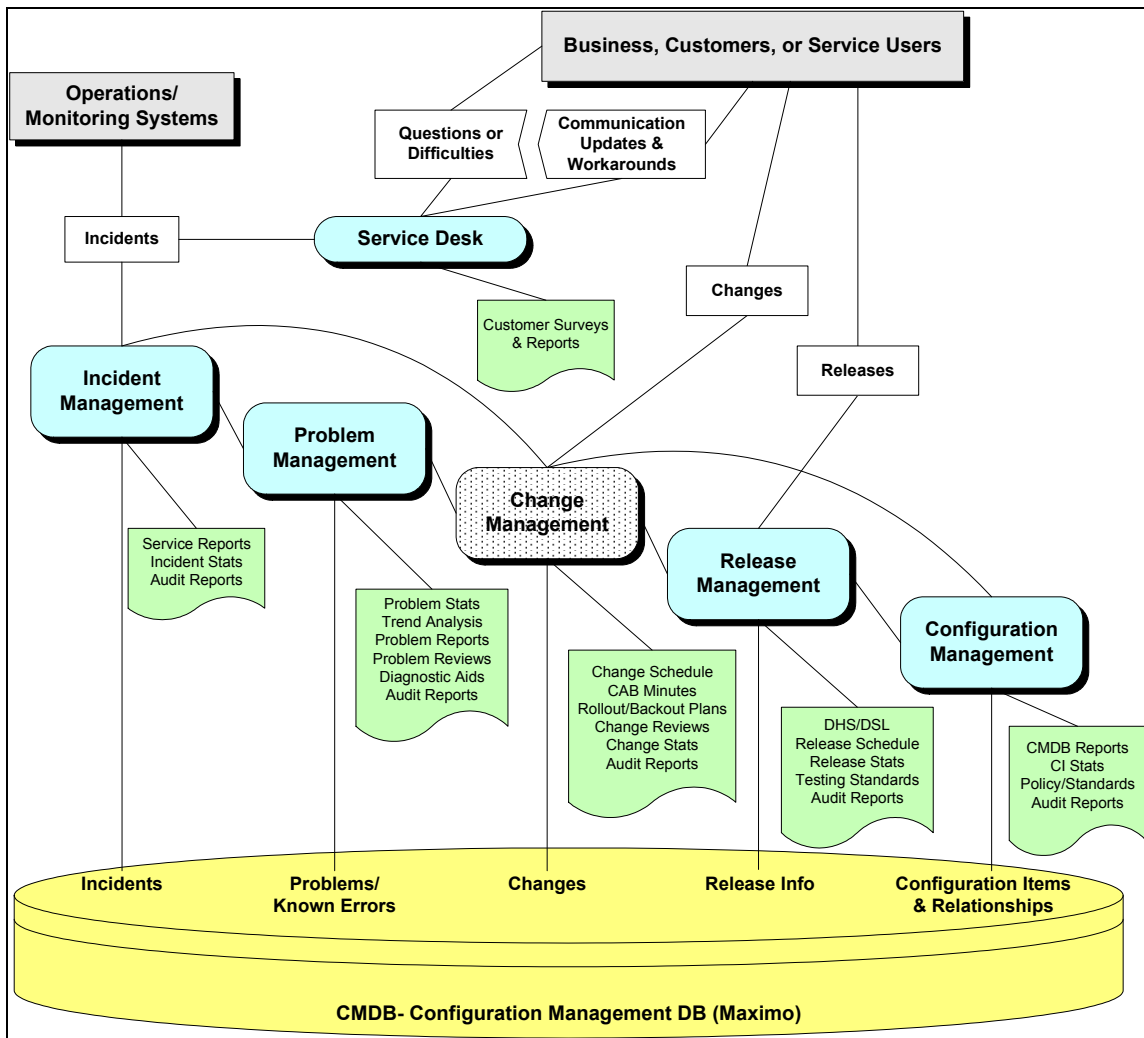 Business, Customers, or Service Users
Operations/
Monitoring Systems
Questions or
Difficulties
Communication
Updates &
Workarounds
Incidents
Service Desk
Changes
Customer Surveys
& Reports
Releases
Incident
Management
Problem
Management
Change
Management
Release
Management
Configuration
Management
Service Reports
Incident Stats
Audit Reports
Problem Stats
Trend Analysis
Problem Reports
Problem Reviews
Diagnostic Aids
Audit Reports
Change Schedule
CAB Minutes
Rollout/Backout Plans
Change Reviews
Change Stats
Audit Reports
DHS/DSL
Release Schedule
Release Stats
Testing Standards
Audit Reports
CMDB Reports
CI Stats
Policy/Standards
Audit Reports
Incidents
Problems/
Known Errors
Changes
Release Info
Configuration Items
& Relationships
CMDB- Configuration Management DB (Maximo)